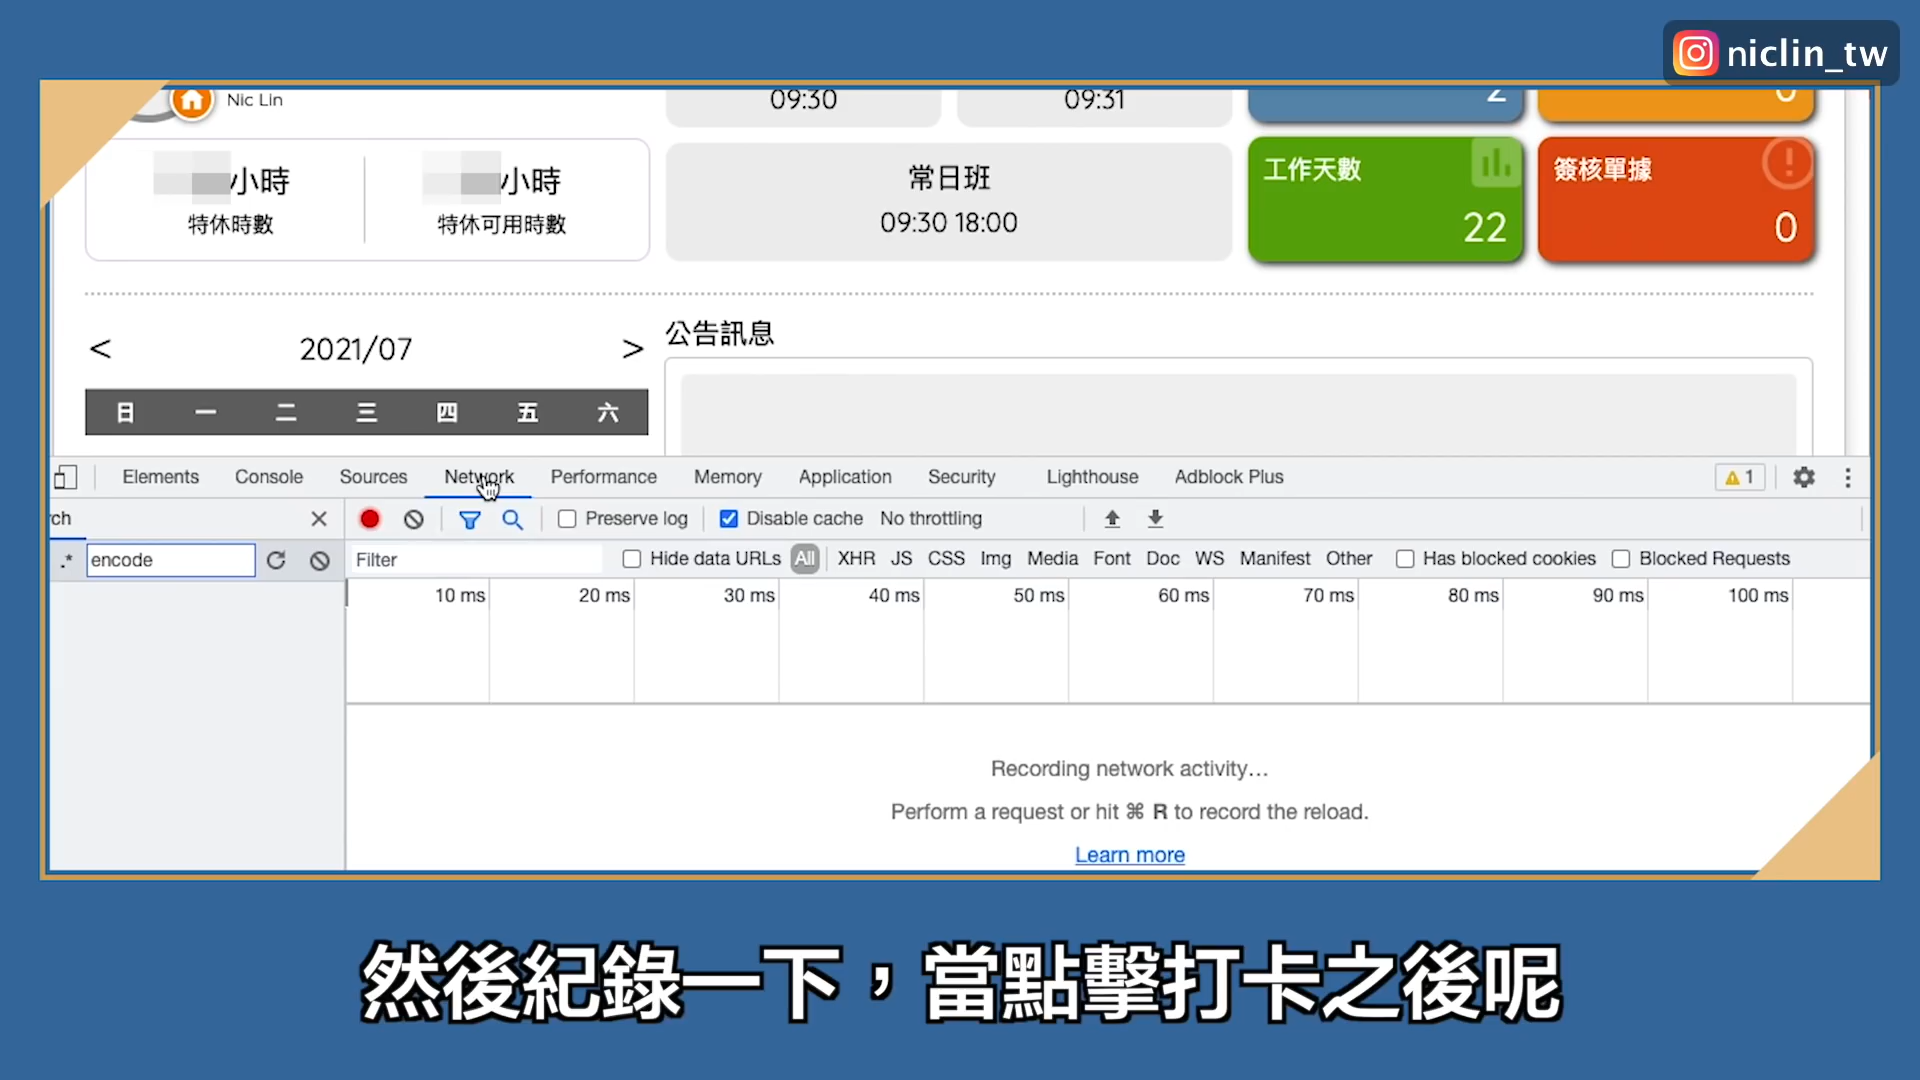 niclin_tw
Nic Lin
09:30
09:31
小時
特休時數
小時
特休可用時數
常日班
09:30 18:00
工作天數
22
簽核單據
0
< 2021/07 >
日 一 二 三 四 五 六
公告訊息
Elements Console Sources Network Performance Memory Application Security Lighthouse Adblock Plus 1
rch
Preserve log Disable cache No throttling
.* encode
Filter Hide data URLs All XHR JS CSS Img Media Font Doc WS Manifest Other Has blocked cookies Blocked Requests
10 ms 20 ms 30 ms 40 ms 50 ms 60 ms 70 ms 80 ms 90 ms 100 ms
Recording network activity…
Perform a request or hit ⌘ R to record the reload.
Learn more
然後紀錄一下，當點擊打卡之後呢